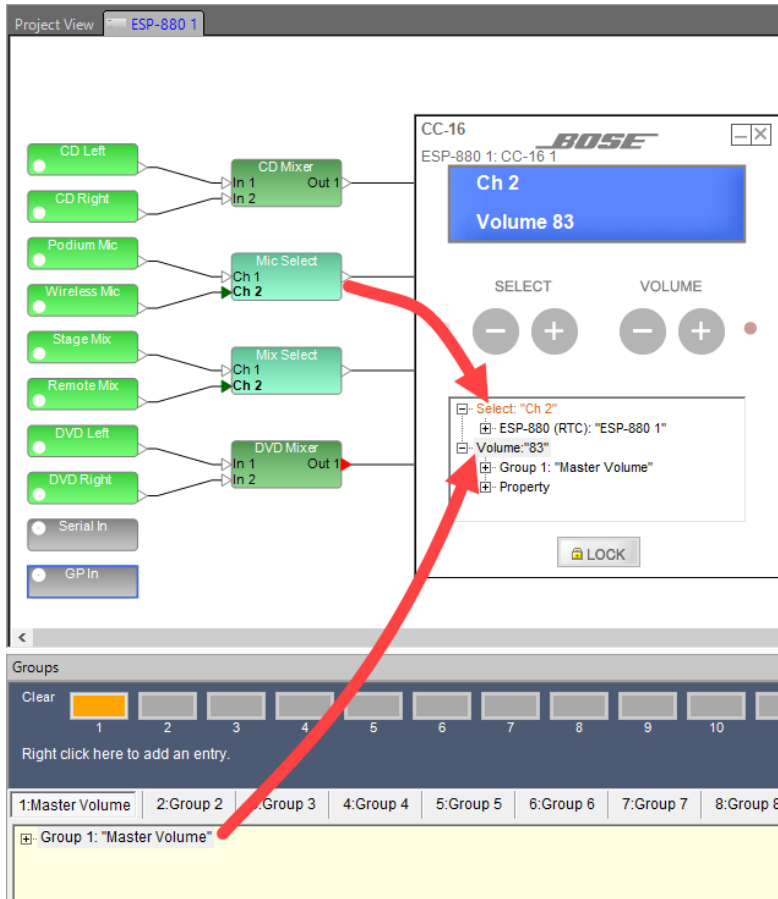 Project View ESP-880 1
CC-16
BOSE
ESP-880 1: CC-16 1
Ch 2
Volume 83
SELECT VOLUME
Select: "Ch 2"
ESP-880 (RTC): "ESP-880 1"
Volume:"83"
Group 1: "Master Volume"
Property
LOCK
CD Left
CD Right
CD Mixer
In 1 Out 1
In 2
Podium Mic
Wireless Mic
Mic Select
Ch 1
Ch 2
Stage Mix
Remote Mix
Mix Select
Ch 1
Ch 2
DVD Left
DVD Right
DVD Mixer
In 1 Out 1
In 2
Serial In
GP In
Groups
Clear
1 2 3 4 5 6 7 8 9 10
Right click here to add an entry.
1:Master Volume 2:Group 2 :Group 3 4:Group 4 5:Group 5 6:Group 6 7:Group 7 8:Group 8
Group 1: "Master Volume"